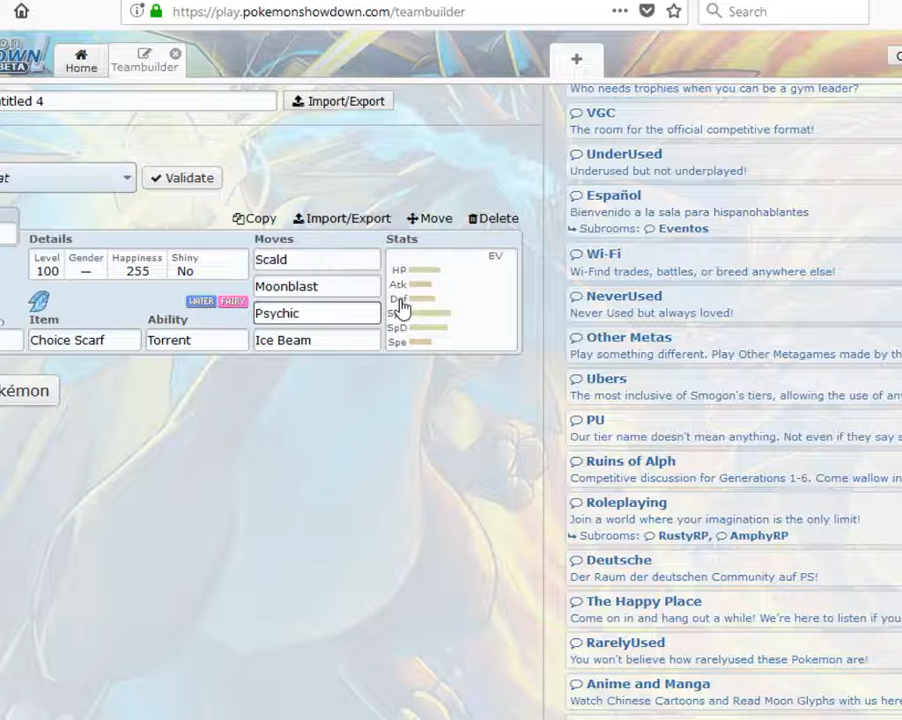 https://play.pokemonshowdown.com/teambuilder
Search
OWN
BETA
Home
Teambuilder
+
ntitled 4
Import/Export
Validate
Copy
Import/Export
Move
Delete
Details
Moves
Stats
Level
Gender
Happiness
Shiny
100
—
255
No
Scald
EV
HP
Moonblast
Atk
WATER
FAIRY
Psychic
SpD
Item
Ability
Choice Scarf
Torrent
Ice Beam
Spe
kémon
Who needs trophies when you can be a gym leader?
VGC
The room for the official competitive format!
UnderUsed
Underused but not underplayed!
Español
Bienvenido a la sala para hispanohablantes
Subrooms: Eventos
Wi-Fi
Wi-Find trades, battles, or breed anywhere else!
NeverUsed
Never Used but always loved!
Other Metas
Play something different. Play Other Metagames made by th
Ubers
The most inclusive of Smogon's tiers, allowing the use of an
PU
Our tier name doesn't mean anything. Not even if they say s
Ruins of Alph
Competitive discussion for Generations 1-6. Come wallow in
Roleplaying
Join a world where your imagination is the only limit!
Subrooms: RustyRP, AmphyRP
Deutsche
Der Raum der deutschen Community auf PS!
The Happy Place
Come on in and hang out a while! We're here to listen if you
RarelyUsed
You won't believe how rarelyused these Pokemon are!
Anime and Manga
Watch Chinese Cartoons and Read Moon Glyphs with us her